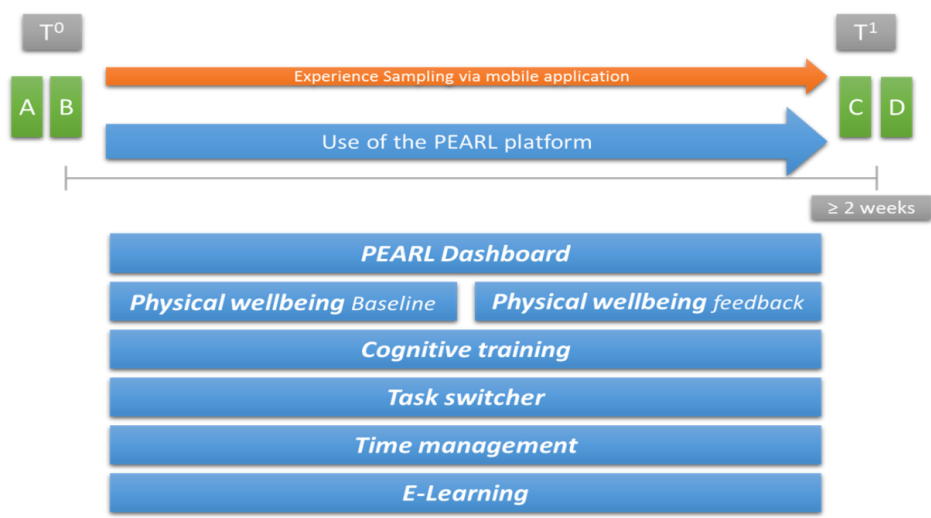 T⁰
T¹
Experience Sampling via mobile application
A B
C D
Use of the PEARL platform
≥ 2 weeks
PEARL Dashboard
Physical wellbeing Baseline
Physical wellbeing feedback
Cognitive training
Task switcher
Time management
E-Learning